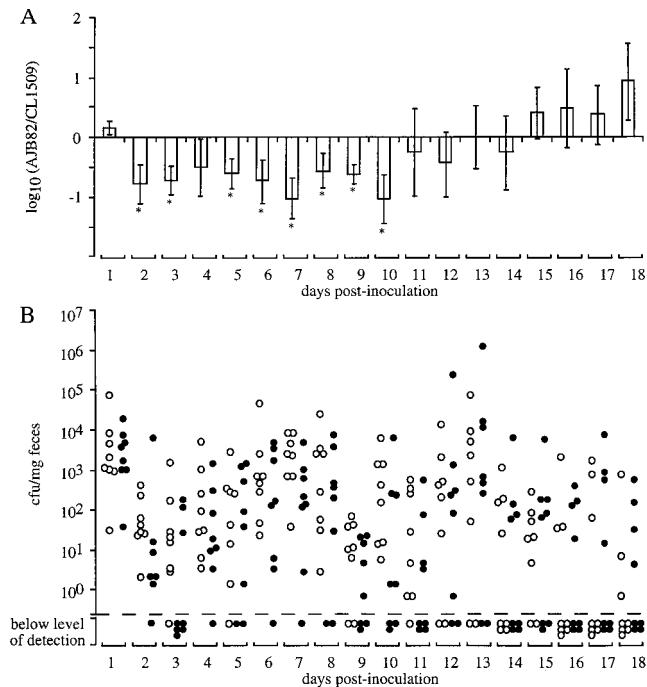 A
log10 (AJB82/CL1509)
2
1
0
-1
* * * * * * * *
1 2 3 4 5 6 7 8 9 10 11 12 13 14 15 16 17 18
days post-inoculation
B
cfu/mg feces
10^7
10^6
10^5
10^4
10^3
10^2
10^1
10^0
below level
of detection
1 2 3 4 5 6 7 8 9 10 11 12 13 14 15 16 17 18
days post-inoculation